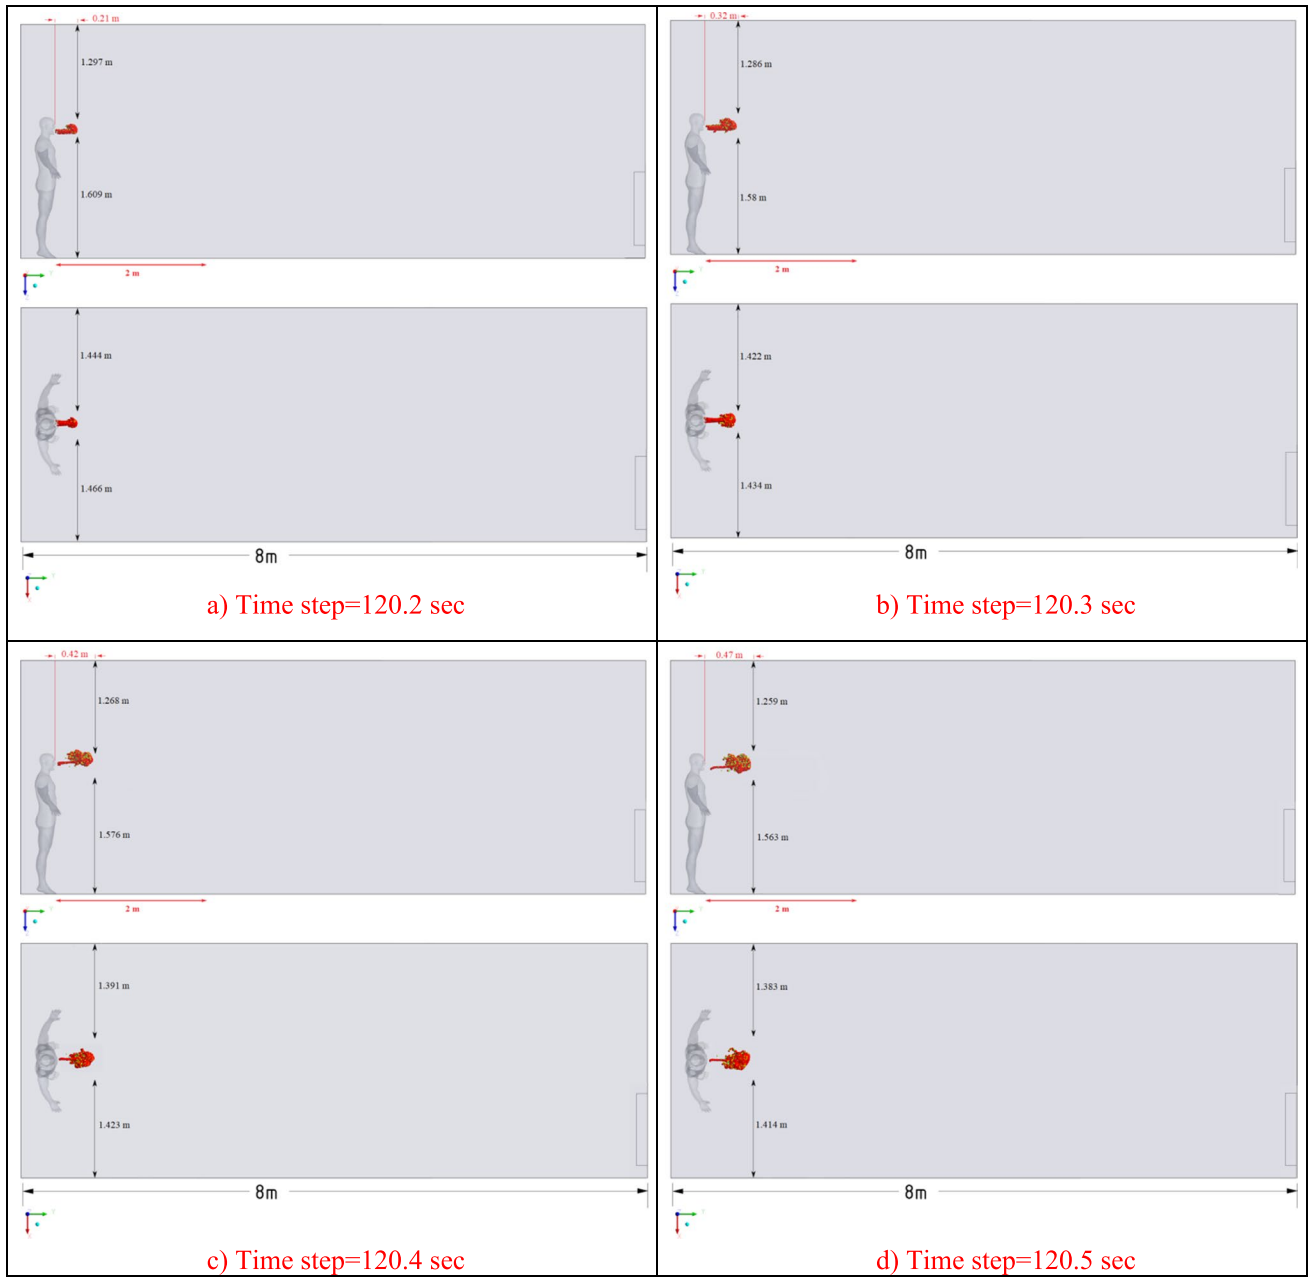 0.21 m
1.297 m
1.609 m
2 m
1.444 m
1.466 m
8m
a) Time step=120.2 sec
0.32 m
1.286 m
1.58 m
2 m
1.422 m
1.434 m
8m
b) Time step=120.3 sec
0.42 m
1.268 m
1.576 m
2 m
1.391 m
1.423 m
8m
c) Time step=120.4 sec
0.47 m
1.259 m
1.563 m
2 m
1.383 m
1.414 m
8m
d) Time step=120.5 sec